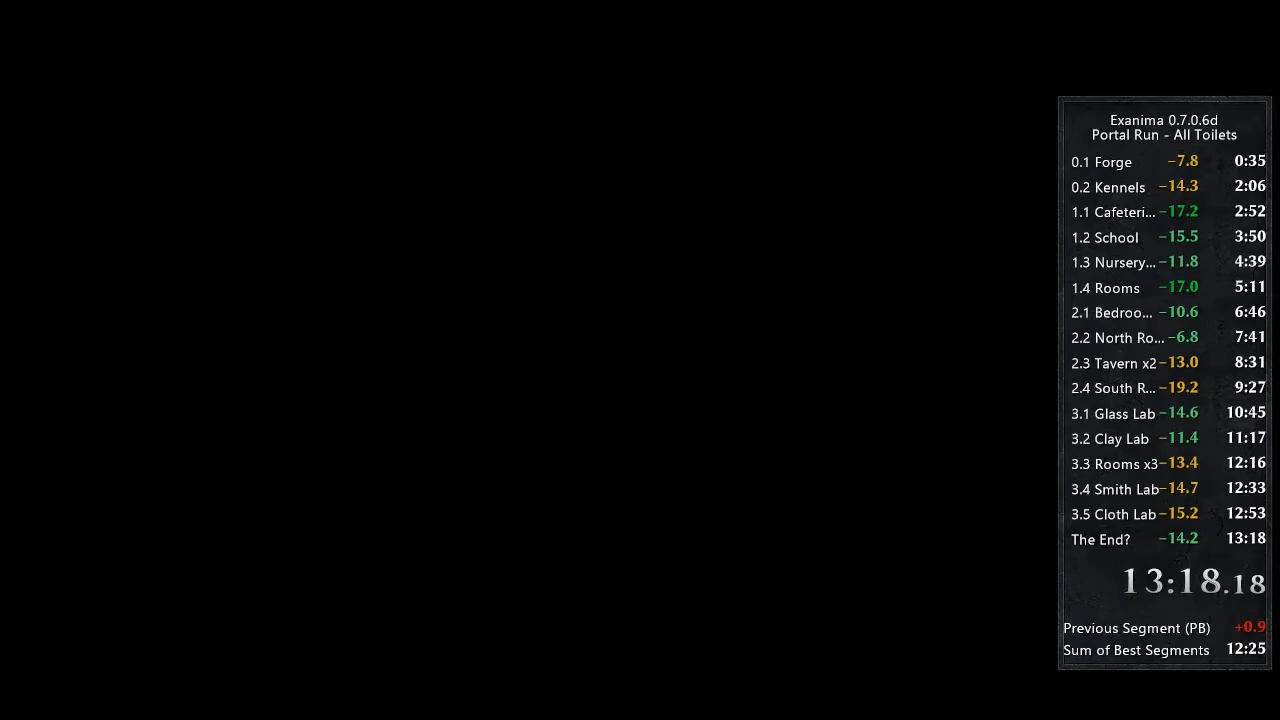 Exanima 0.7.0.6d
Portal Run - All Toilets
0.1 Forge −7.8 0:35
0.2 Kennels −14.3 2:06
1.1 Cafeteri... −17.2 2:52
1.2 School −15.5 3:50
1.3 Nursery... −11.8 4:39
1.4 Rooms −17.0 5:11
2.1 Bedroo... −10.6 6:46
2.2 North Ro... −6.8 7:41
2.3 Tavern x2 −13.0 8:31
2.4 South R... −19.2 9:27
3.1 Glass Lab −14.6 10:45
3.2 Clay Lab −11.4 11:17
3.3 Rooms x3 −13.4 12:16
3.4 Smith Lab −14.7 12:33
3.5 Cloth Lab −15.2 12:53
The End? −14.2 13:18
13:18.18
Previous Segment (PB) +0.9
Sum of Best Segments 12:25